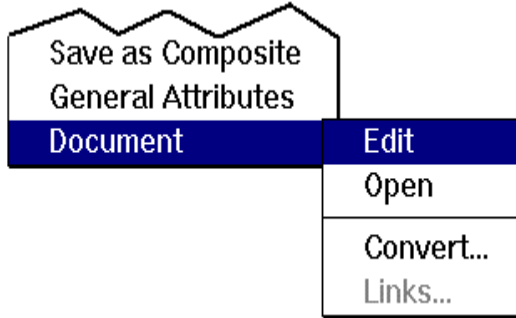 Save as Composite
General Attributes
Document
Edit
Open
Convert...
Links...